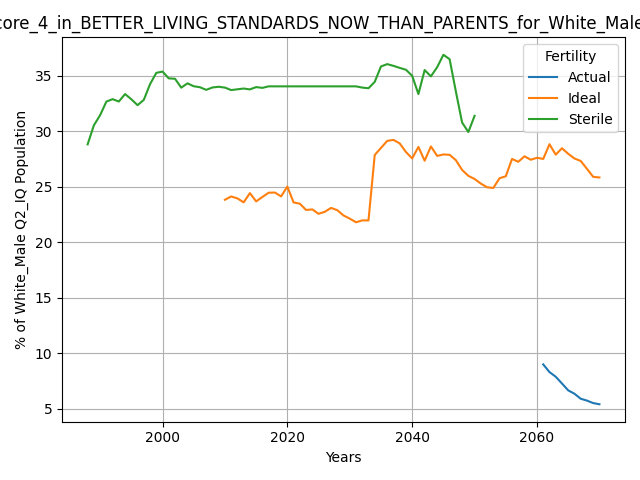 core_4_in_BETTER_LIVING_STANDARDS_NOW_THAN_PARENTS_for_White_Male
Fertility
Actual
Ideal
Sterile
% of White_Male Q2_IQ Population
35
30
25
20
15
10
5
2000
2020
2040
2060
Years